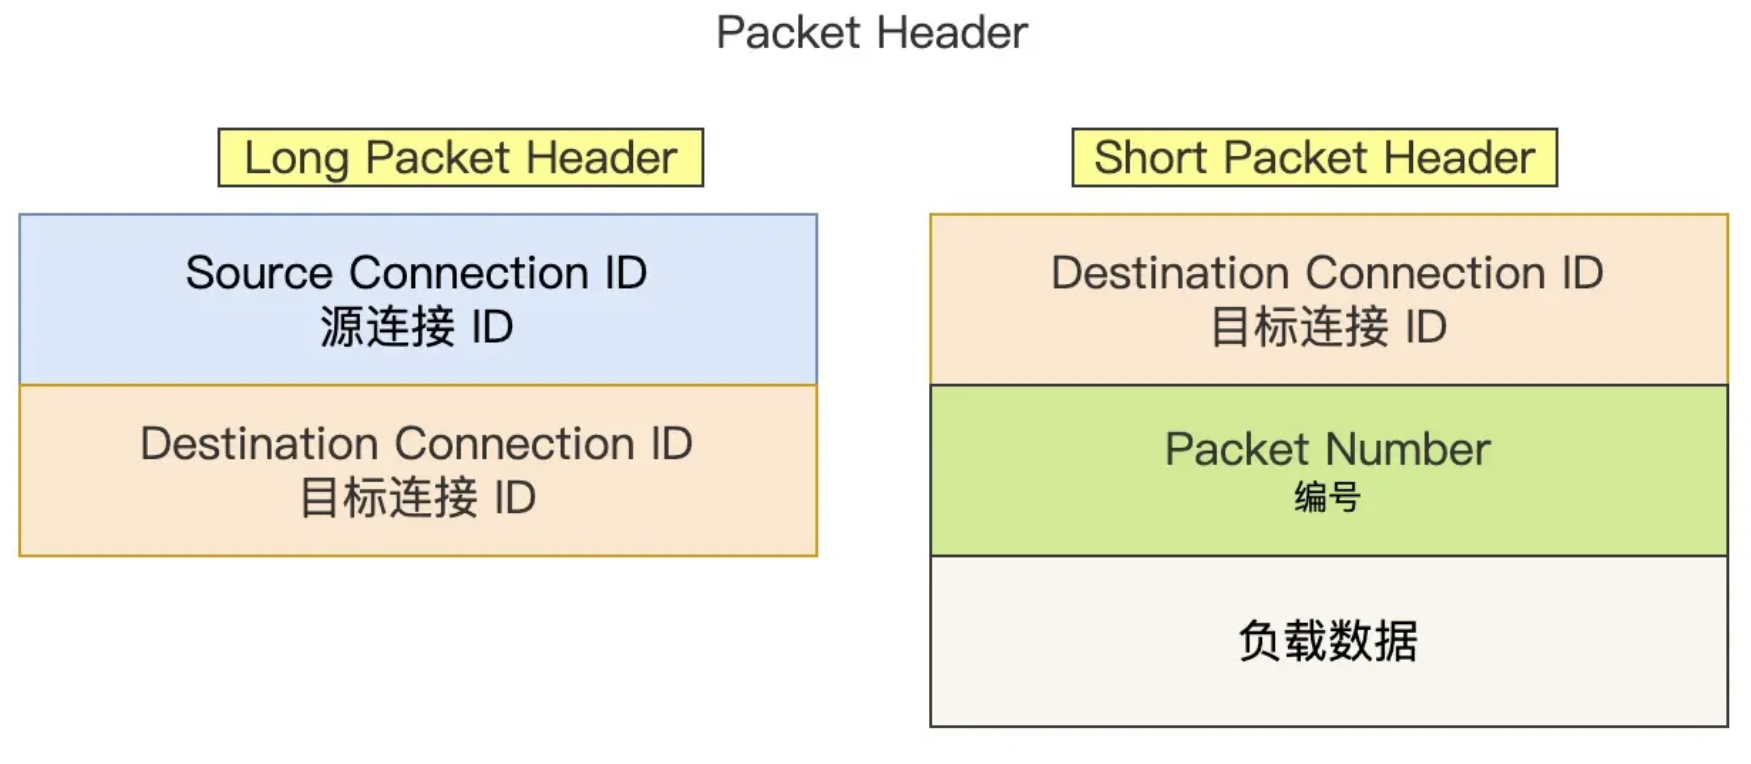 Packet Header
Long Packet Header
Source Connection ID
源连接 ID
Destination Connection ID
目标连接 ID
Short Packet Header
Destination Connection ID
目标连接 ID
Packet Number
编号
负载数据